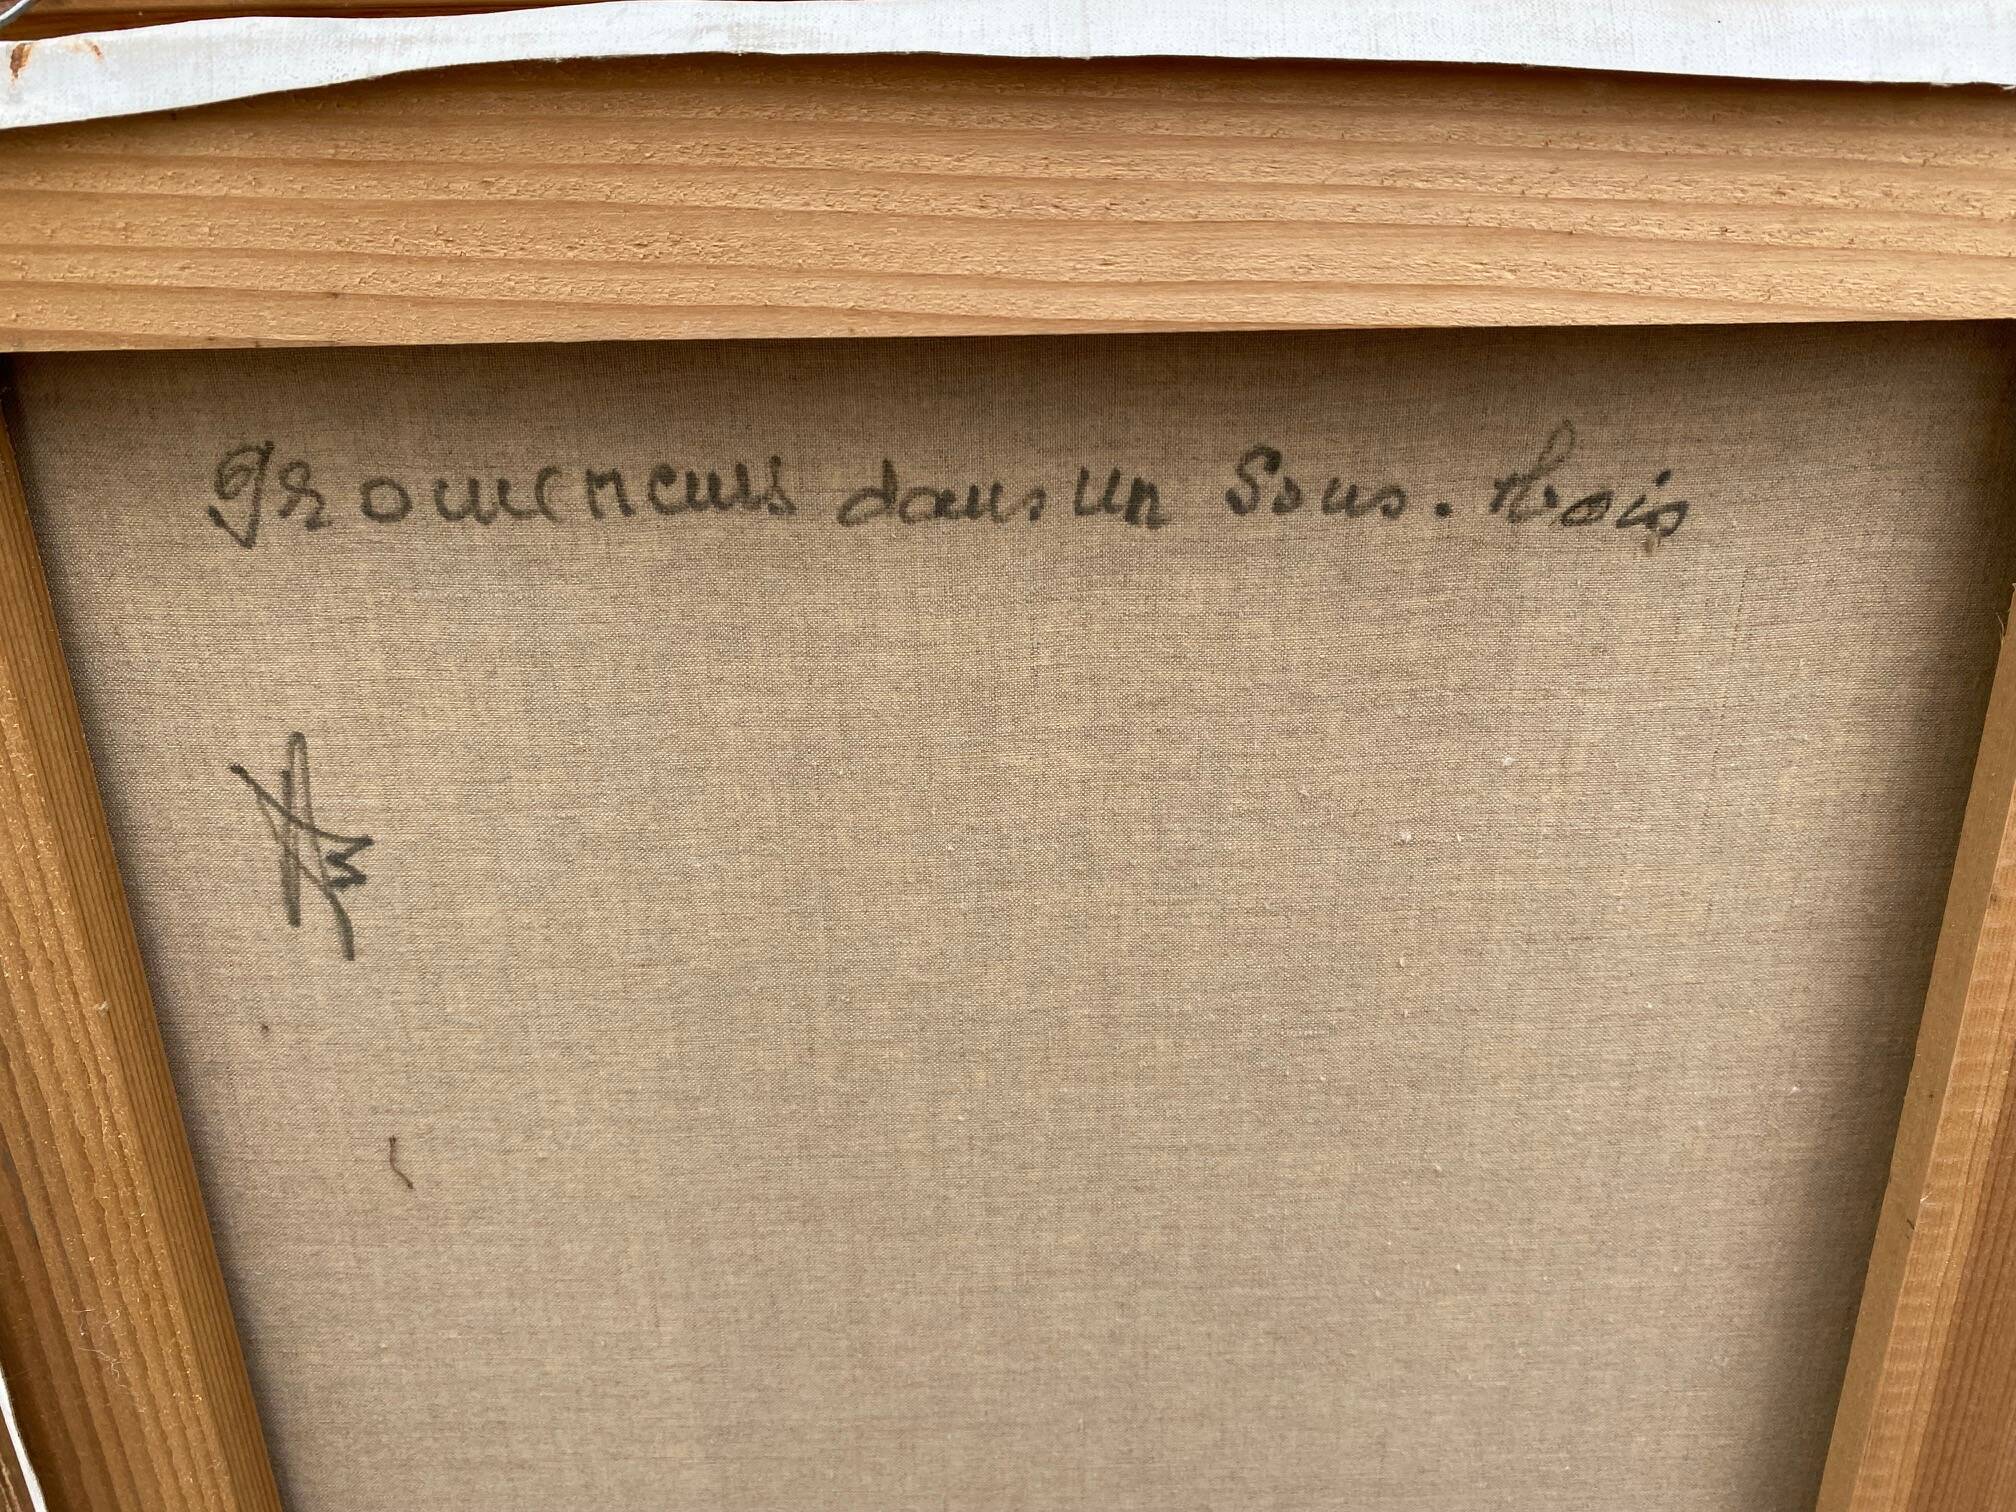 Promeneurs dans un Sous. bois